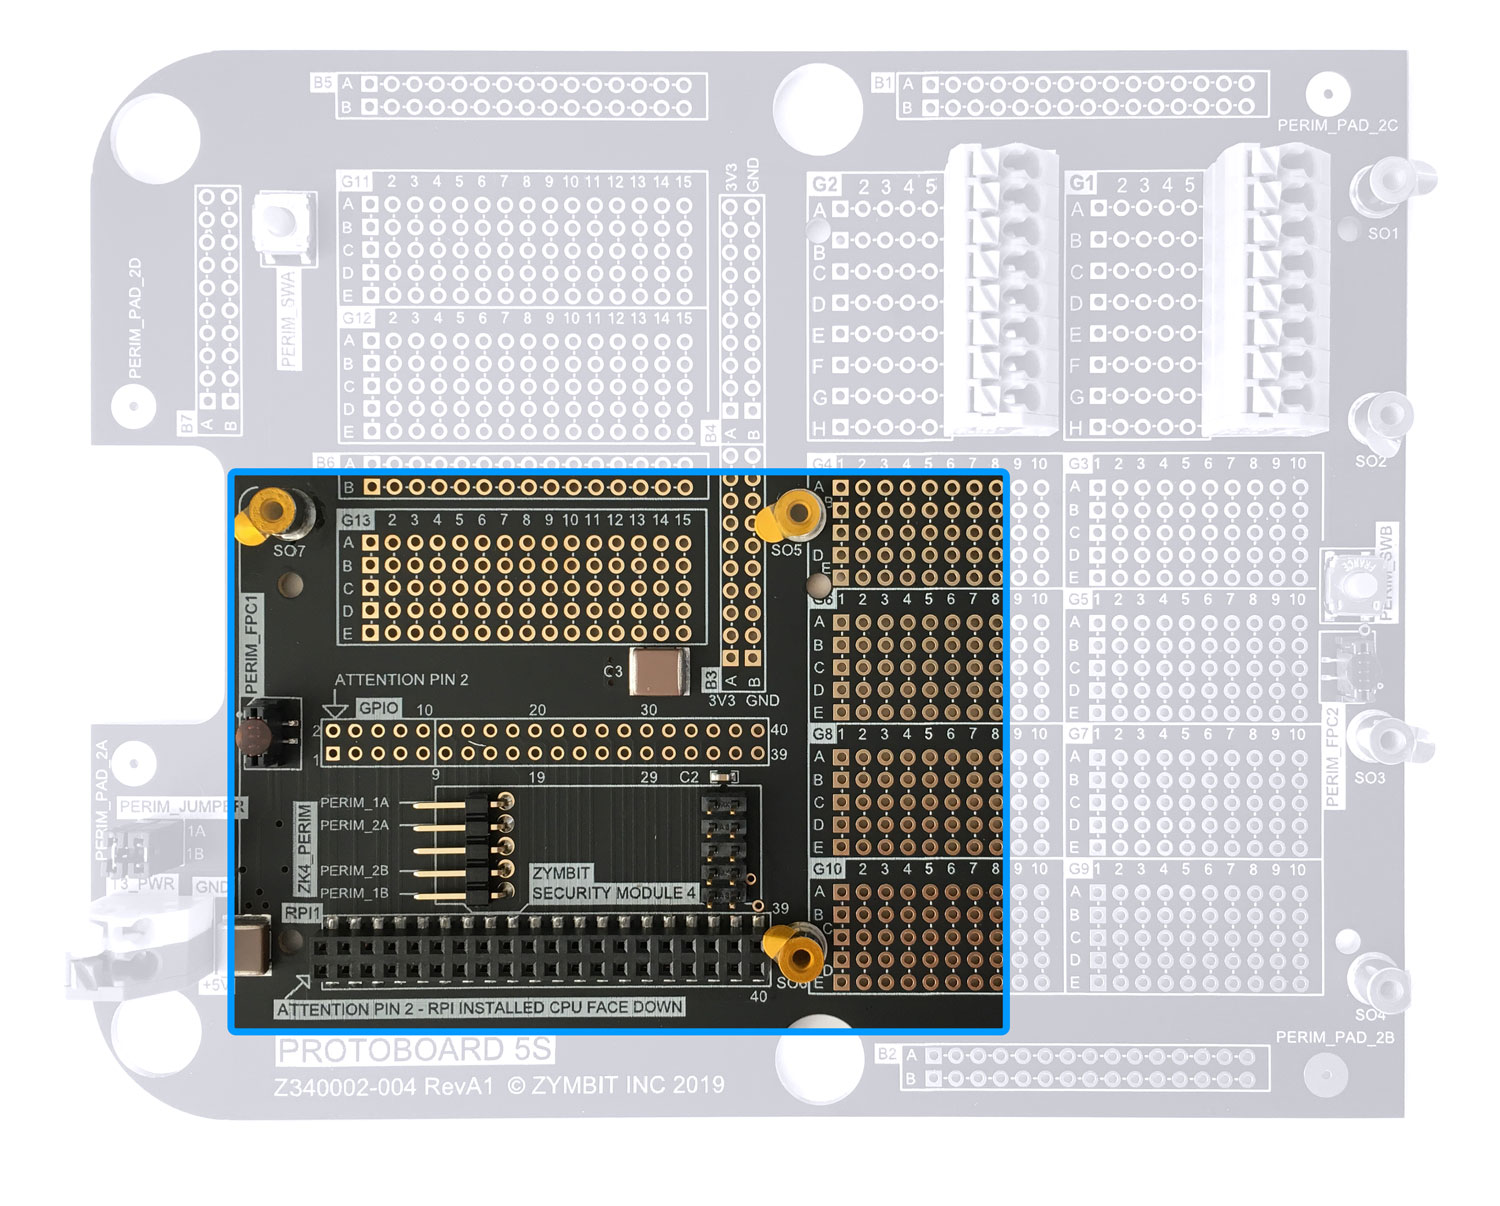 B5 A
B
B1 A
B
PERIM_PAD_2C
G11 2 3 4 5 6 7 8 9 10 11 12 13 14 15
A
B
C
D
E
G12 2 3 4 5 6 7 8 9 10 11 12 13 14 15
A
B
C
D
E
3V3 GND
G2 2 3 4 5
A
B
C
D
E
F
G
H
G1 2 3 4 5
A
B
C
D
E
F
G
H
SO1
PERIM_PAD_2D
PERIM_SWA
B7 A B
B4 A B
SO2
B6 A
B
G13 2 3 4 5 6 7 8 9 10 11 12 13 14 15
A
B
C
D
E
SO7
SO5
G4 1 2 3 4 5 6 7 8 9 10
A
B
D
E
G3 1 2 3 4 5 6 7 8 9 10
A
B
C
D
E
PERIM_SWB
PERIM_FPC1
C3
B3 A B
3V3 GND
G6 1 2 3 4 5 6 7 8 9 10
A
B
C
D
E
G5 1 2 3 4 5 6 7 8 9 10
A
B
C
D
E
ATTENTION PIN 2
GPIO 10 20 30
2 40
1 39
9 19 29 C2
G8 1 2 3 4 5 6 7 8 9 10
A
B
C
D
E
G7 1 2 3 4 5 6 7 8 9 10
A
B
C
D
E
PERIM_FPC2
SO3
PERIM_PAD_2A
PERIM_JUMPER
1A
1B
T3_PWR GND
+5V
ZK4_PERIM
PERIM_1A
PERIM_2A
PERIM_2B
PERIM_1B
ZYMBIT
SECURITY MODULE 4
RPI1
39
40
G10 1 2 3 4 5 6 7 8 9 10
A
B
C
D
E
G9 1 2 3 4 5 6 7 8 9 10
A
B
C
D
E
SO4
ATTENTION PIN 2 - RPI INSTALLED CPU FACE DOWN
PERIM_PAD_2B
B2 A
B
PROTOBOARD 5S
Z340002-004 RevA1 © ZYMBIT INC 2019